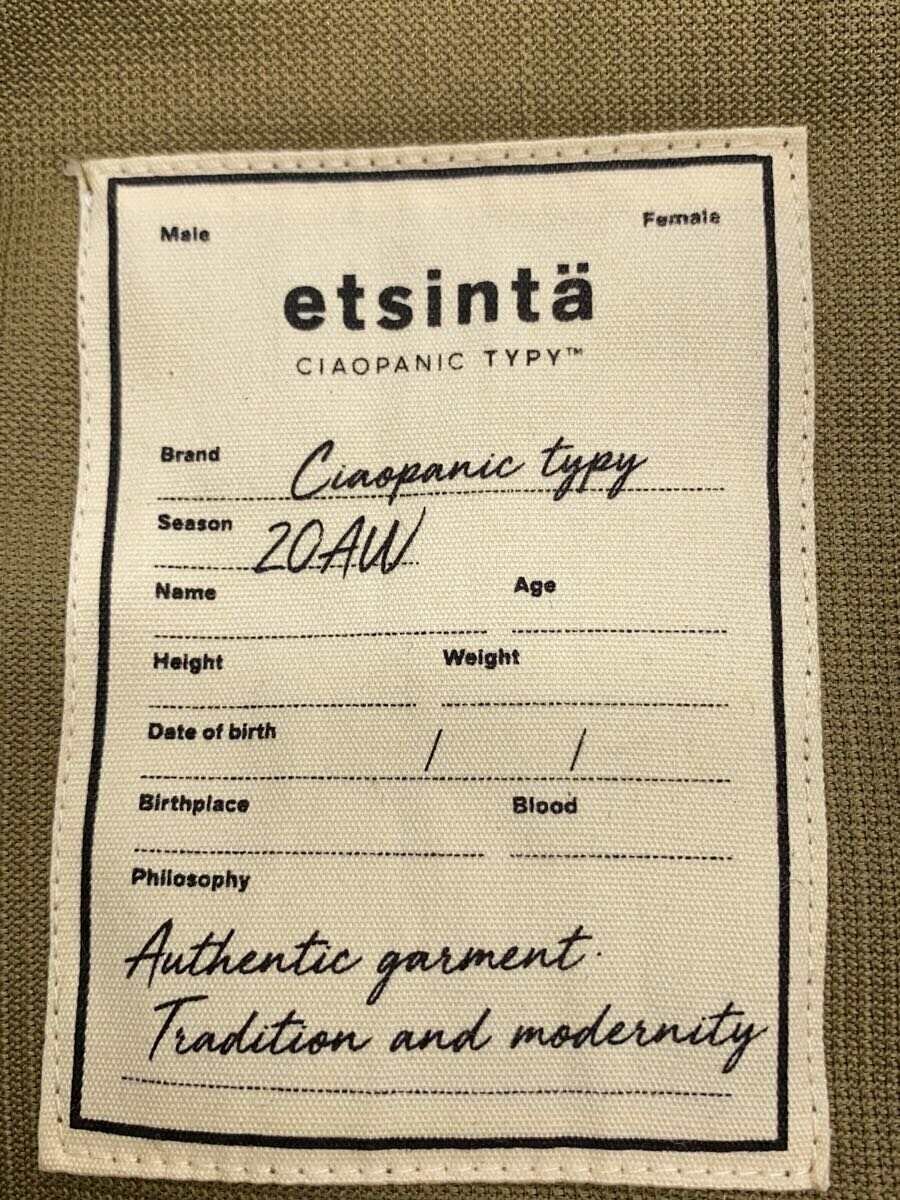 Male Female
etsintä
CIAOPANIC TYPY™
Brand Ciaopanic typy
Season 20AW
Name Age
Height Weight
Date of birth / /
Birthplace Blood
Philosophy
Authentic garment.
Tradition and modernity